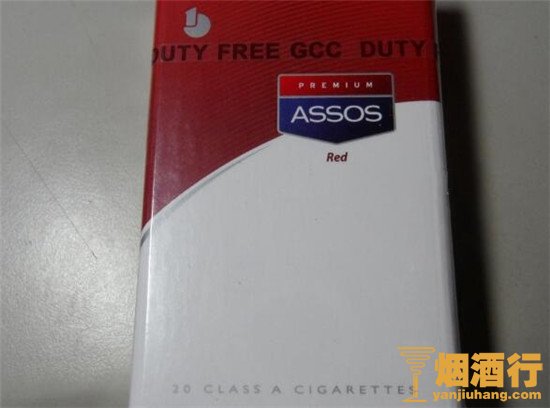 DUTY FREE GCC DUTY
PREMIUM
ASSOS
Red
20 CLASS A CIGARETTES
烟酒行
yanjiuhang.com